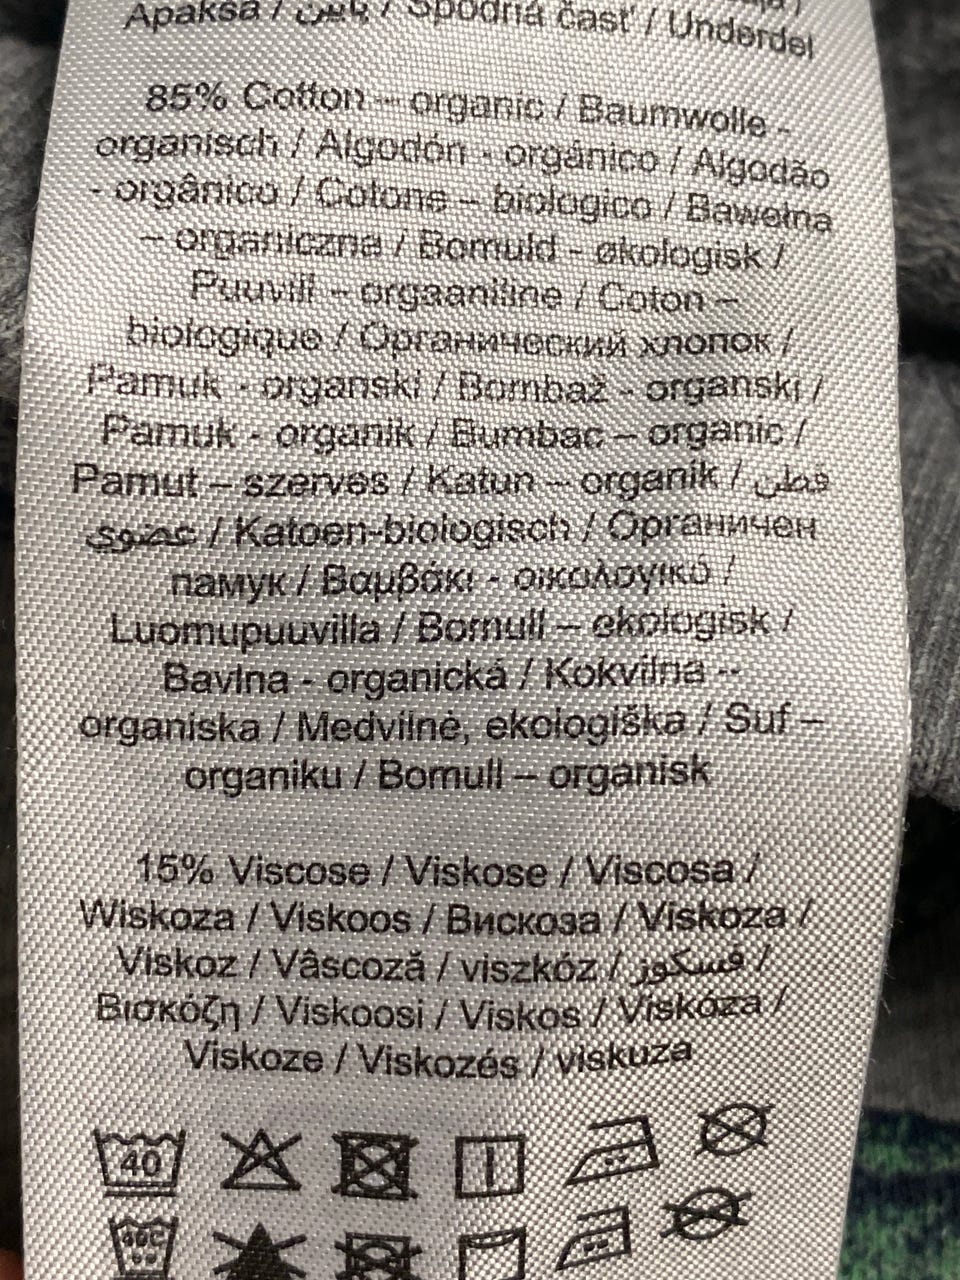 Apaksa / پایین / Spodná časť / Underdel
85% Cotton – organic / Baumwolle -
organisch / Algodón - orgánico / Algodão
- orgânico / Cotone – biologico / Bawełna
– organiczna / Bomuld - økologisk /
Puuvill – orgaaniline / Coton –
biologique / Органический хлопок /
Pamuk - organski / Bombaž - organski /
Pamuk - organik / Bumbac – organic /
Pamut – szerves / Katun – organik / قطن
عضوي / Katoen-biologisch / Органичен
памук / Βαμβάκι - οικολογικό /
Luomupuuvilla / Bomull – ekologisk /
Bavlna - organická / Kokvilna --
organiska / Medvilnė, ekologiška / Suf –
organiku / Bomull – organisk
15% Viscose / Viskose / Viscosa /
Wiskoza / Viskoos / Вискоза / Viskoza /
Viskoz / Vâscoză / viszkóz / فسكوز /
Βισκόζη / Viskoosi / Viskos / Viskóza /
Viskoze / Viskozés / viskuza
40